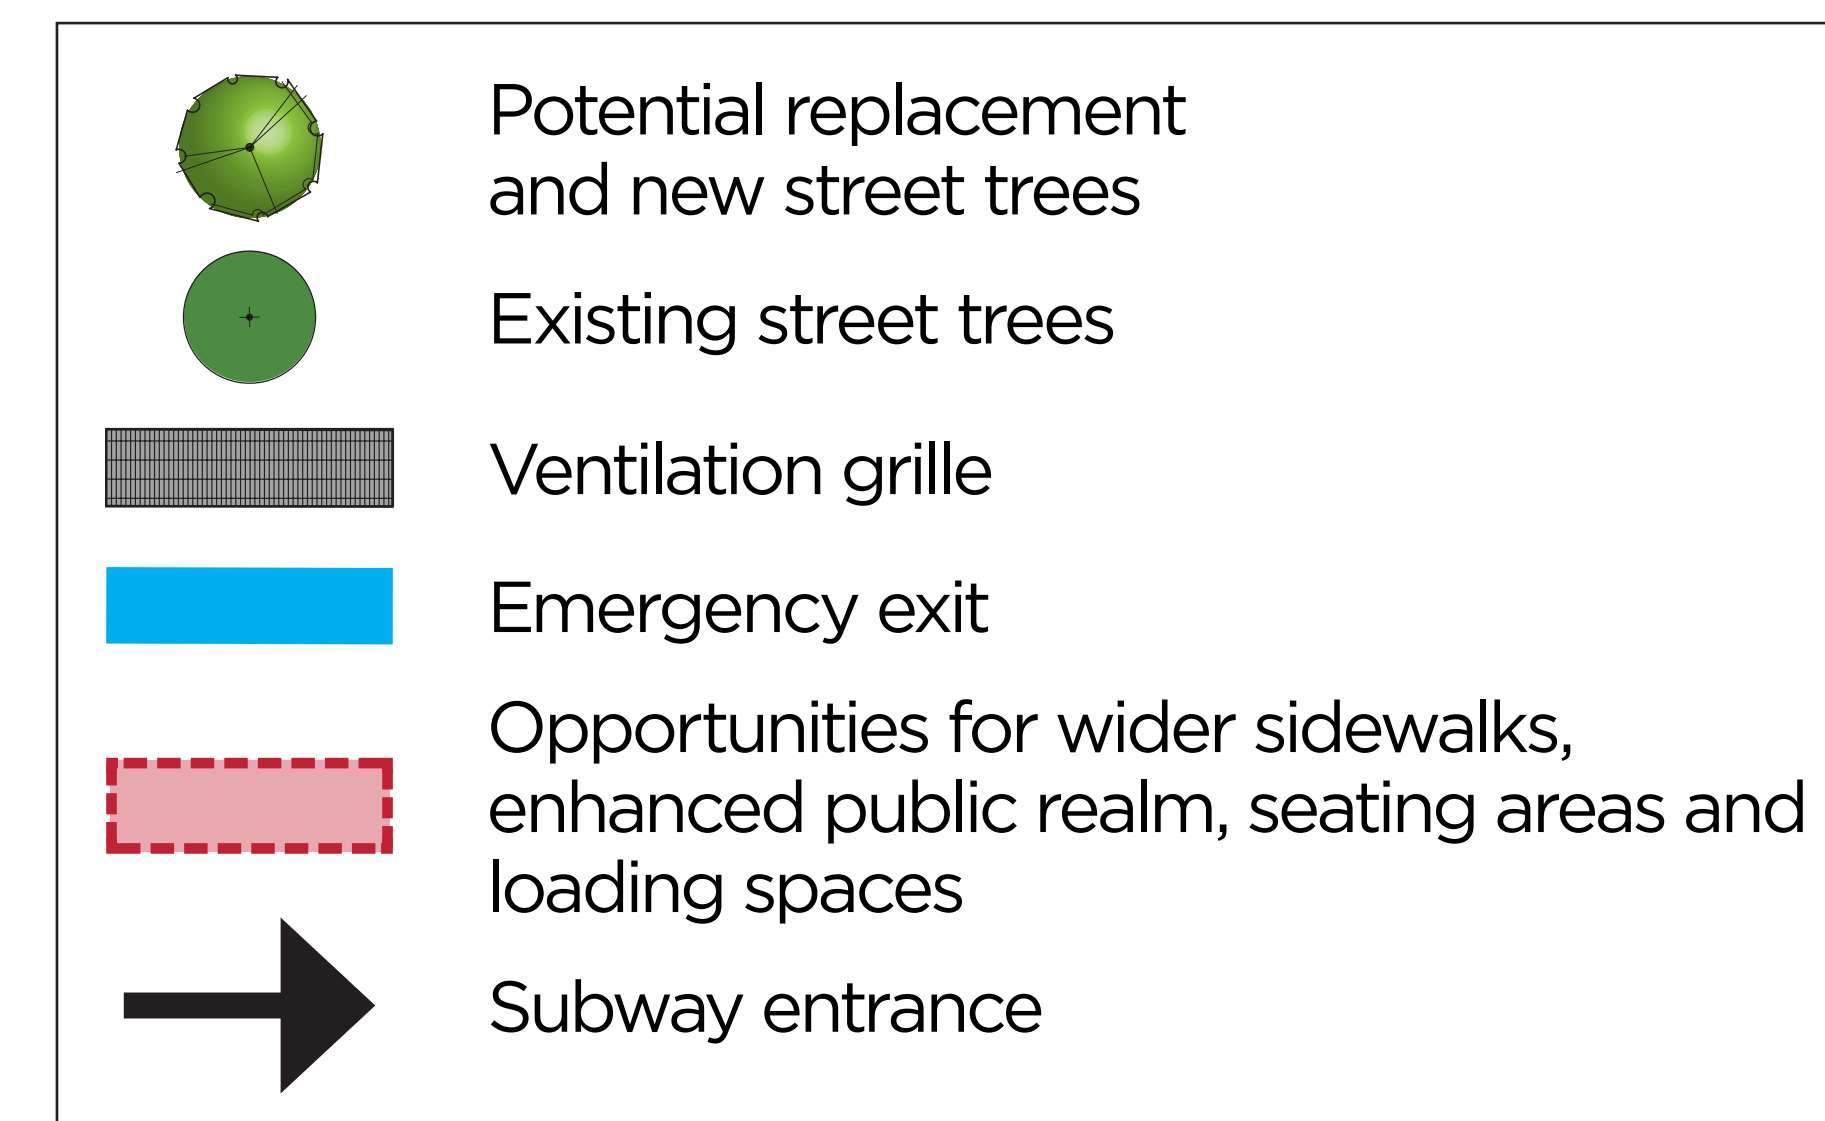 Potential replacement
and new street trees
Existing street trees
Ventilation grille
Emergency exit
Opportunities for wider sidewalks,
enhanced public realm, seating areas and
loading spaces
Subway entrance